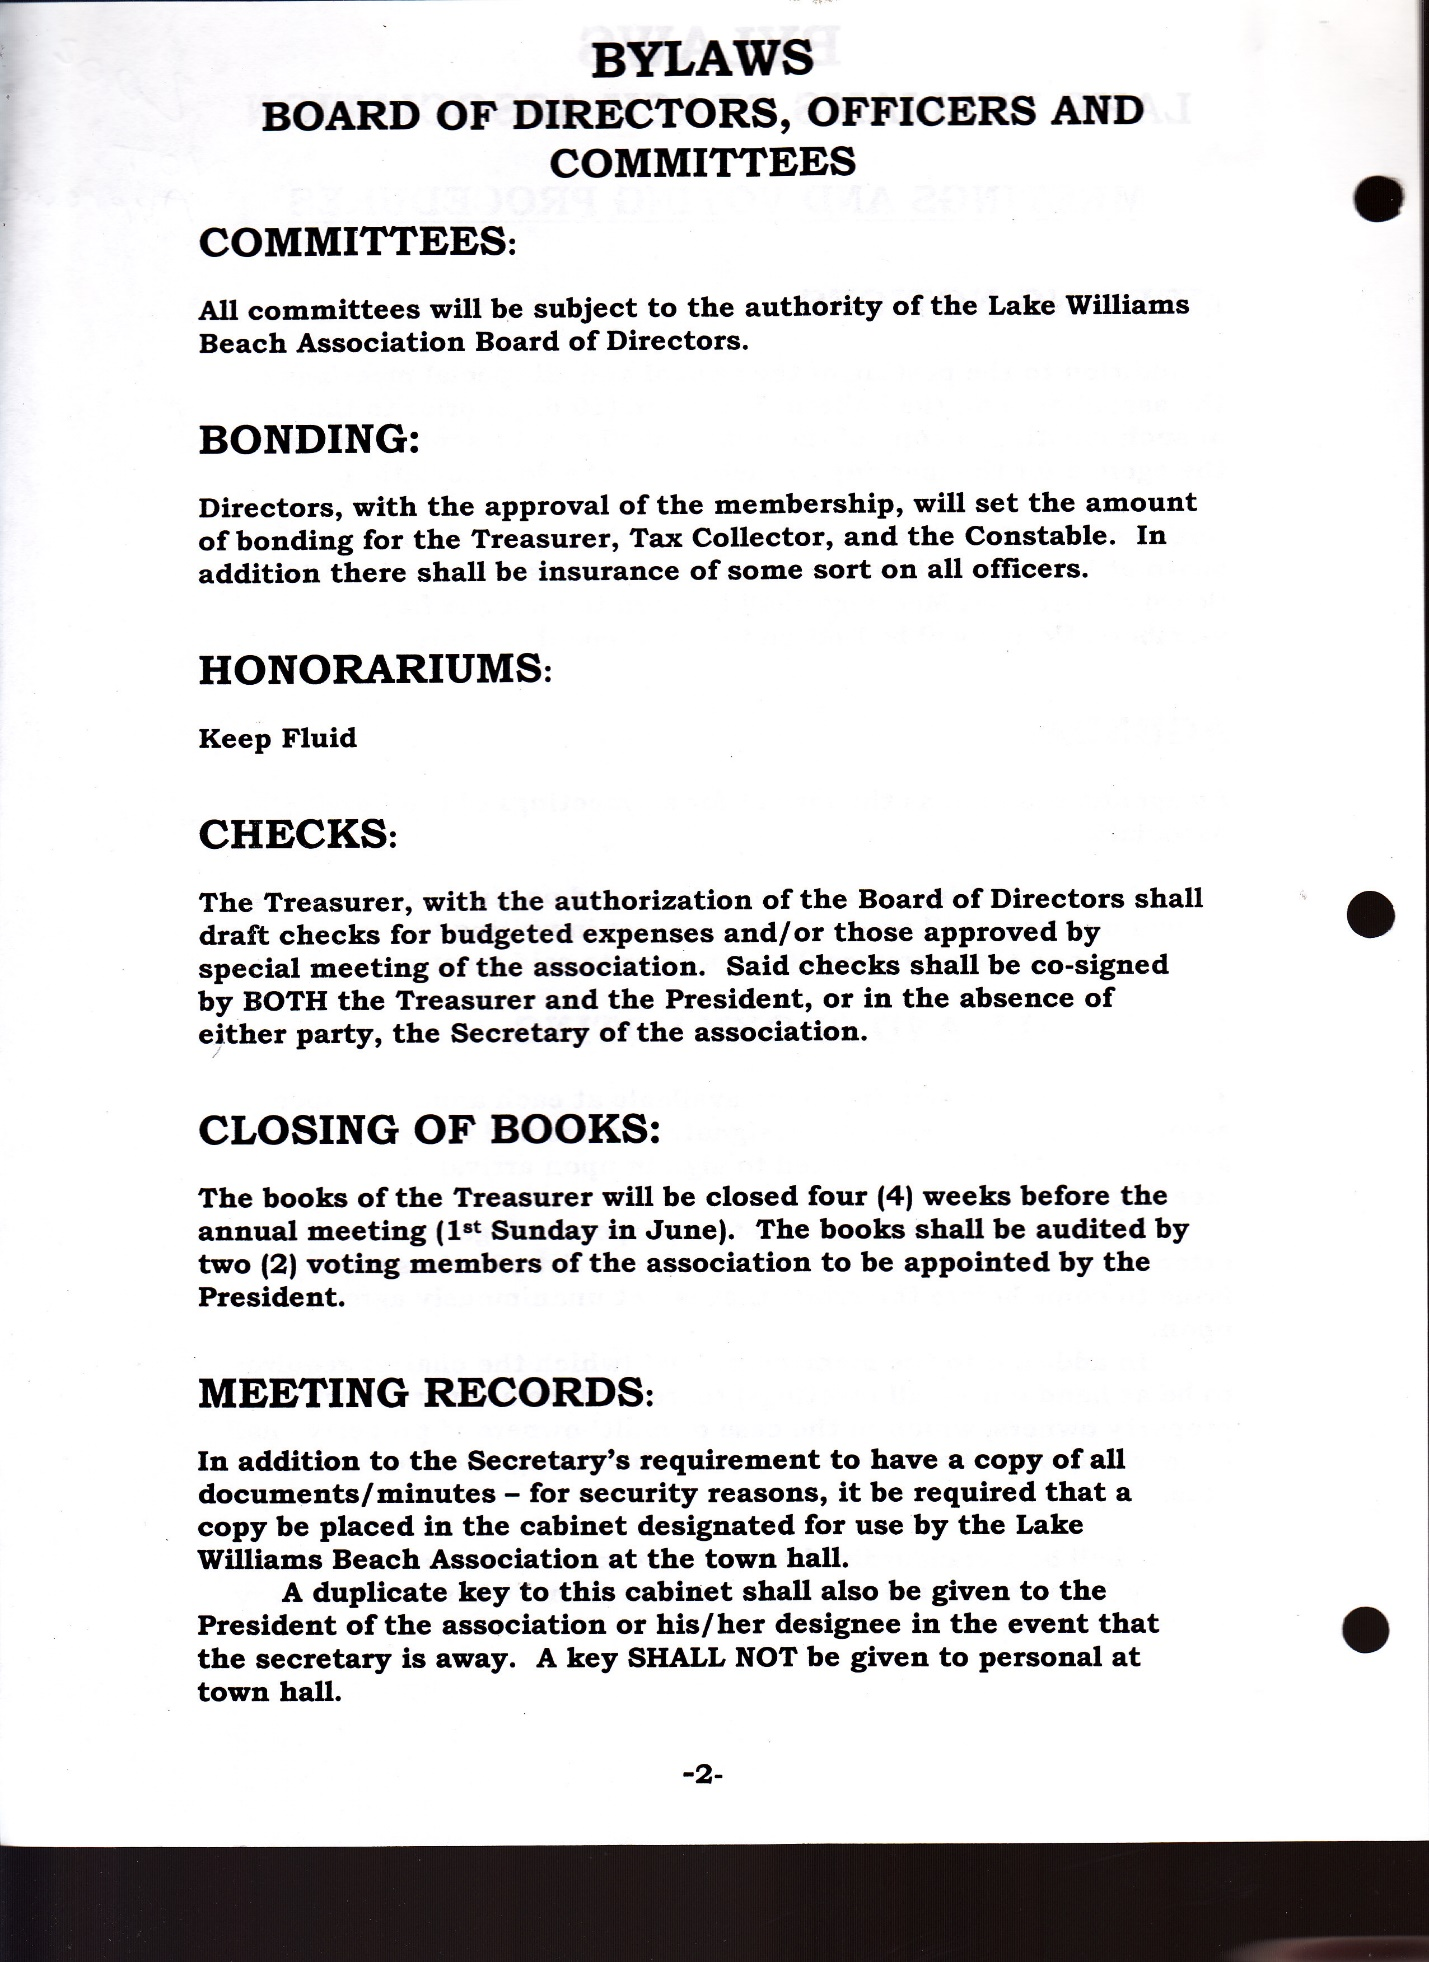 BYLAWS
BOARD OF DIRECTORS, OFFICERS AND
COMMITTEES
COMMITTEES:
All committees will be subject to the authority of the Lake Williams
Beach Association Board of Directors.
BONDING:
Directors, with the approval of the membership, will set the amount
of bonding for the Treasurer, Tax Collector, and the Constable. In
addition there shall be insurance of some sort on all officers.
HONORARIUMS:
Keep Fluid
CHECKS:
The Treasurer, with the authorization of the Board of Directors shall
draft checks for budgeted expenses and/or those approved by
special meeting of the association. Said checks shall be co-signed
by BOTH the Treasurer and the President, or in the absence of
either party, the Secretary of the association.
CLOSING OF BOOKS:
The books of the Treasurer will be closed four (4) weeks before the
annual meeting (1st Sunday in June). The books shall be audited by
two (2) voting members of the association to be appointed by the
President.
MEETING RECORDS:
In addition to the Secretary's requirement to have a copy of all
documents/minutes – for security reasons, it be required that a
copy be placed in the cabinet designated for use by the Lake
Williams Beach Association at the town hall.
A duplicate key to this cabinet shall also be given to the
President of the association or his/her designee in the event that
the secretary is away. A key SHALL NOT be given to personal at
town hall.
-2-